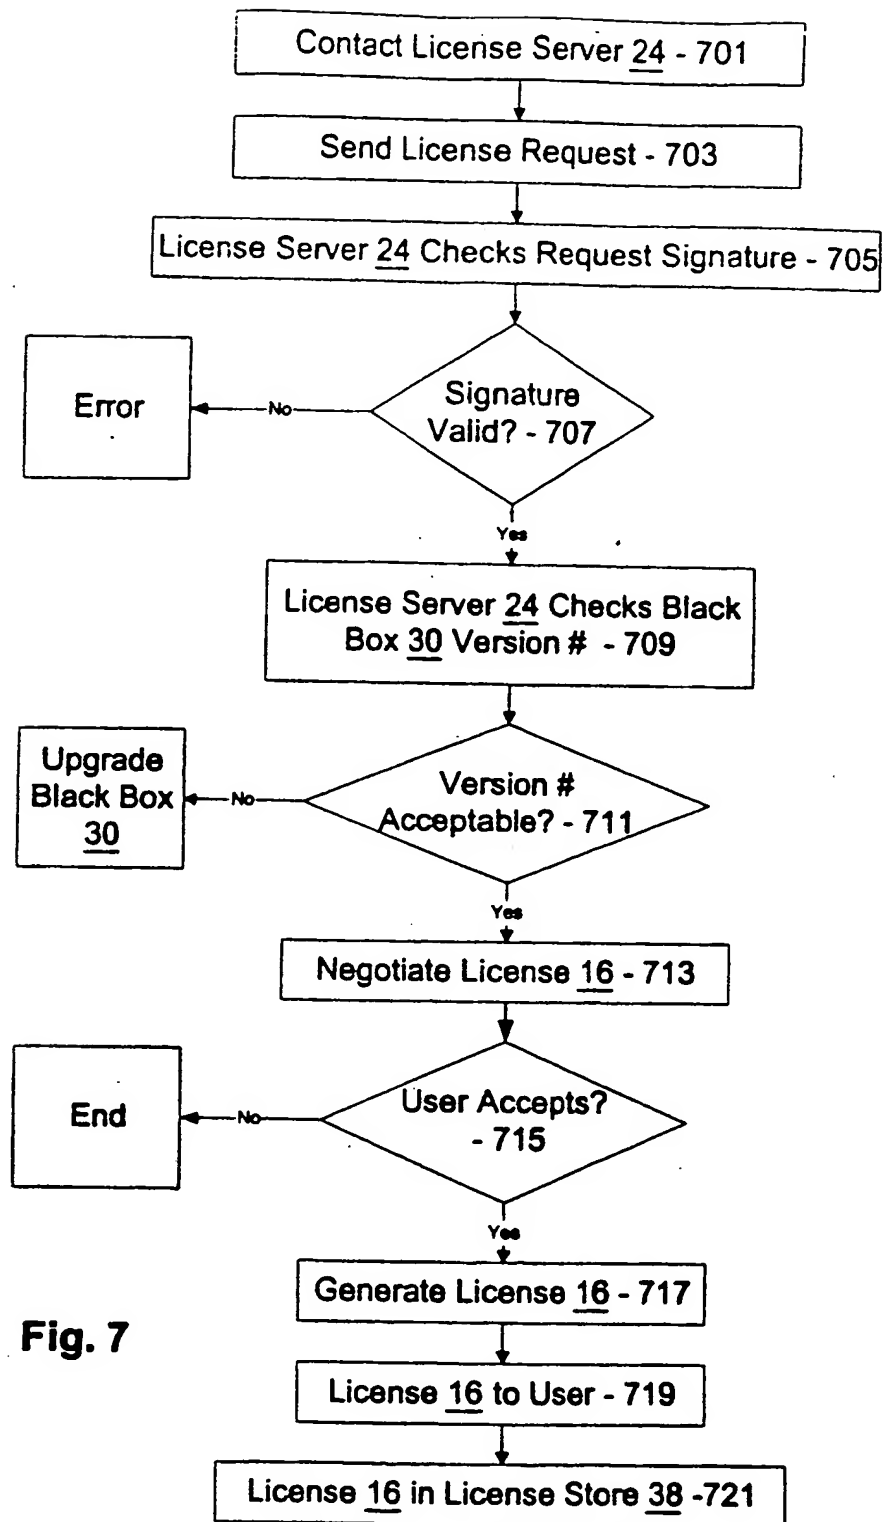 Contact License Server 24 - 701
Send License Request - 703
License Server 24 Checks Request Signature - 705
Signature
Valid? - 707
No
Error
Yes
License Server 24 Checks Black
Box 30 Version # - 709
Version #
Acceptable? - 711
No
Upgrade
Black Box
30
Yes
Negotiate License 16 - 713
User Accepts?
- 715
No
End
Yes
Generate License 16 - 717
License 16 to User - 719
License 16 in License Store 38 -721
Fig. 7